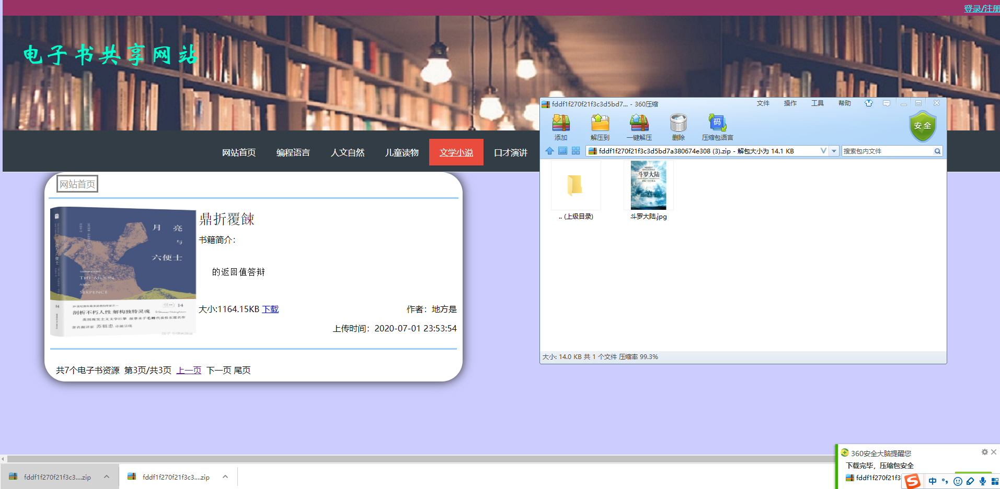 登录/注册
电子书共享网站
网站首页 编程语言 人文自然 儿童读物 文学小说 口才演讲
网站首页
鼎折覆餗
书籍简介：
的返回值答辩
大小:1164.15KB 下载 作者：地方是
上传时间：2020-07-01 23:53:54
共7个电子书资源 第3页/共3页 上一页 下一页 尾页
月亮
与
六便士
THE MOON
AND
SIXPENCE
14
14
剖析不朽人性 解构独特灵魂
fddf1f270f21f3c3d5bd7... - 360压缩
文件 操作 工具 帮助
添加 解压到 一键解压 删除 压缩包语言
码
安全
fddf1f270f21f3c3d5bd7a380674e308 (3).zip - 解包大小为 14.1 KB
搜索包内文件
斗罗大陆
.. (上级目录) 斗罗大陆.jpg
大小: 14.0 KB 共 1 个文件 压缩率 99.3%
360安全大脑提醒您
下载完毕，压缩包安全
fddf1f270f21f3
fddf1f270f21f3c3....zip fddf1f270f21f3c3....zip
S 中